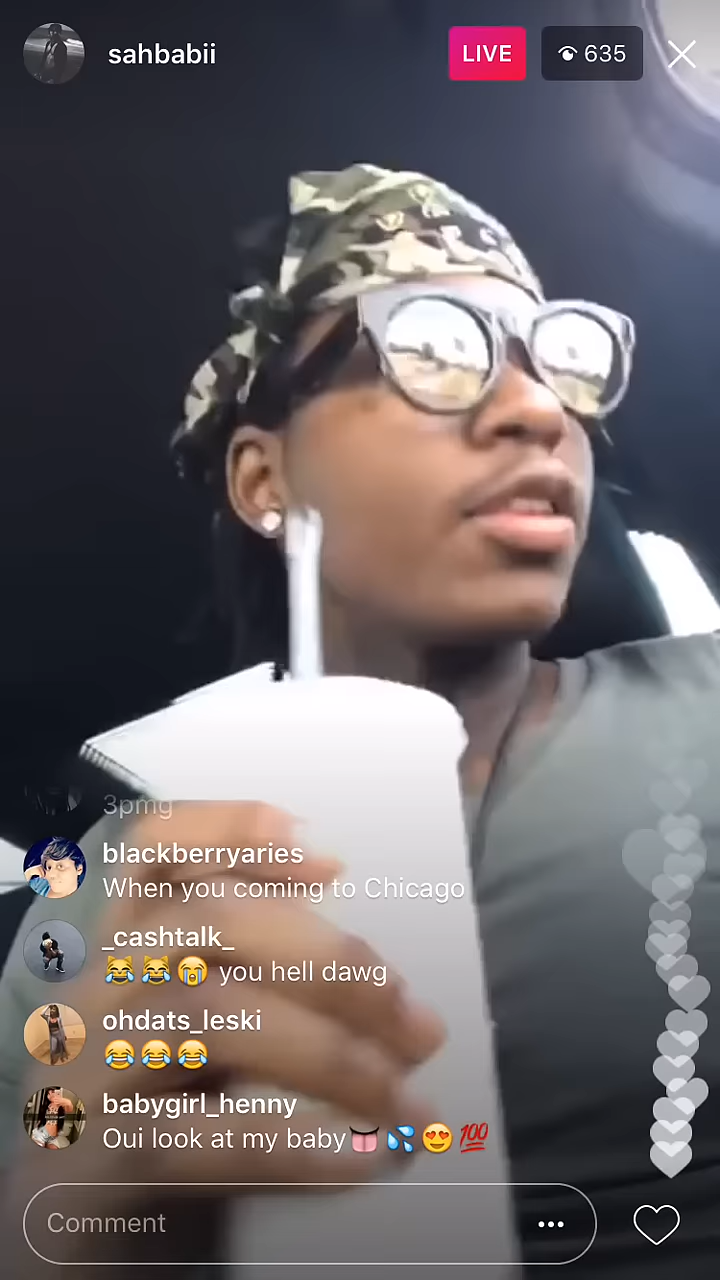 sahbabii
LIVE
635
3pmg
blackberryaries
When you coming to Chicago
_cashtalk_
😹😹😭 you hell dawg
ohdats_leski
😂😂😂
babygirl_henny
Oui look at my baby👅💦😍💯
Comment